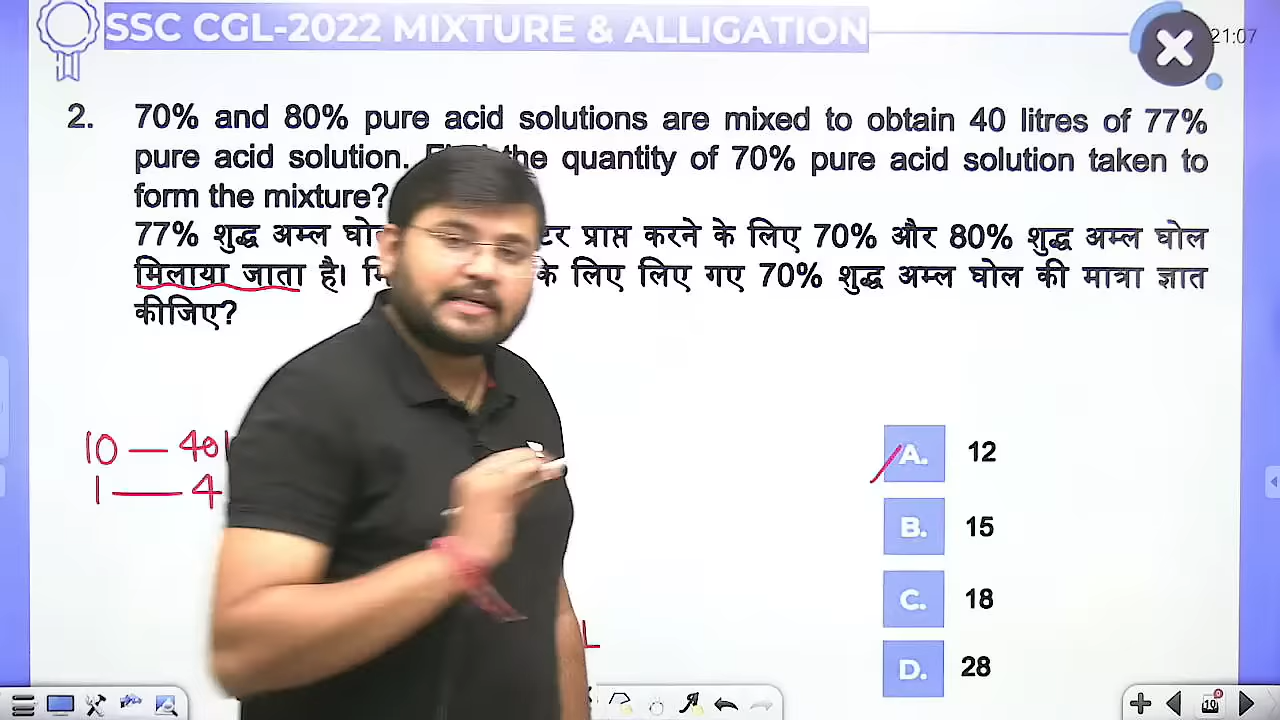 SSC CGL-2022 MIXTURE & ALLIGATION
21:07
2. 70% and 80% pure acid solutions are mixed to obtain 40 litres of 77%
pure acid solution. the quantity of 70% pure acid solution taken to
form the mixture?
77% शुद्ध अम्ल प्राप्त करने के लिए 70% और 80% शुद्ध अम्ल घोल
मिलाया जाता है। के लिए लिए गए 70% शुद्ध अम्ल घोल की मात्रा ज्ञात
कीजिए?
10 — 40
1 — 4
A. 12
B. 15
C. 18
D. 28
10